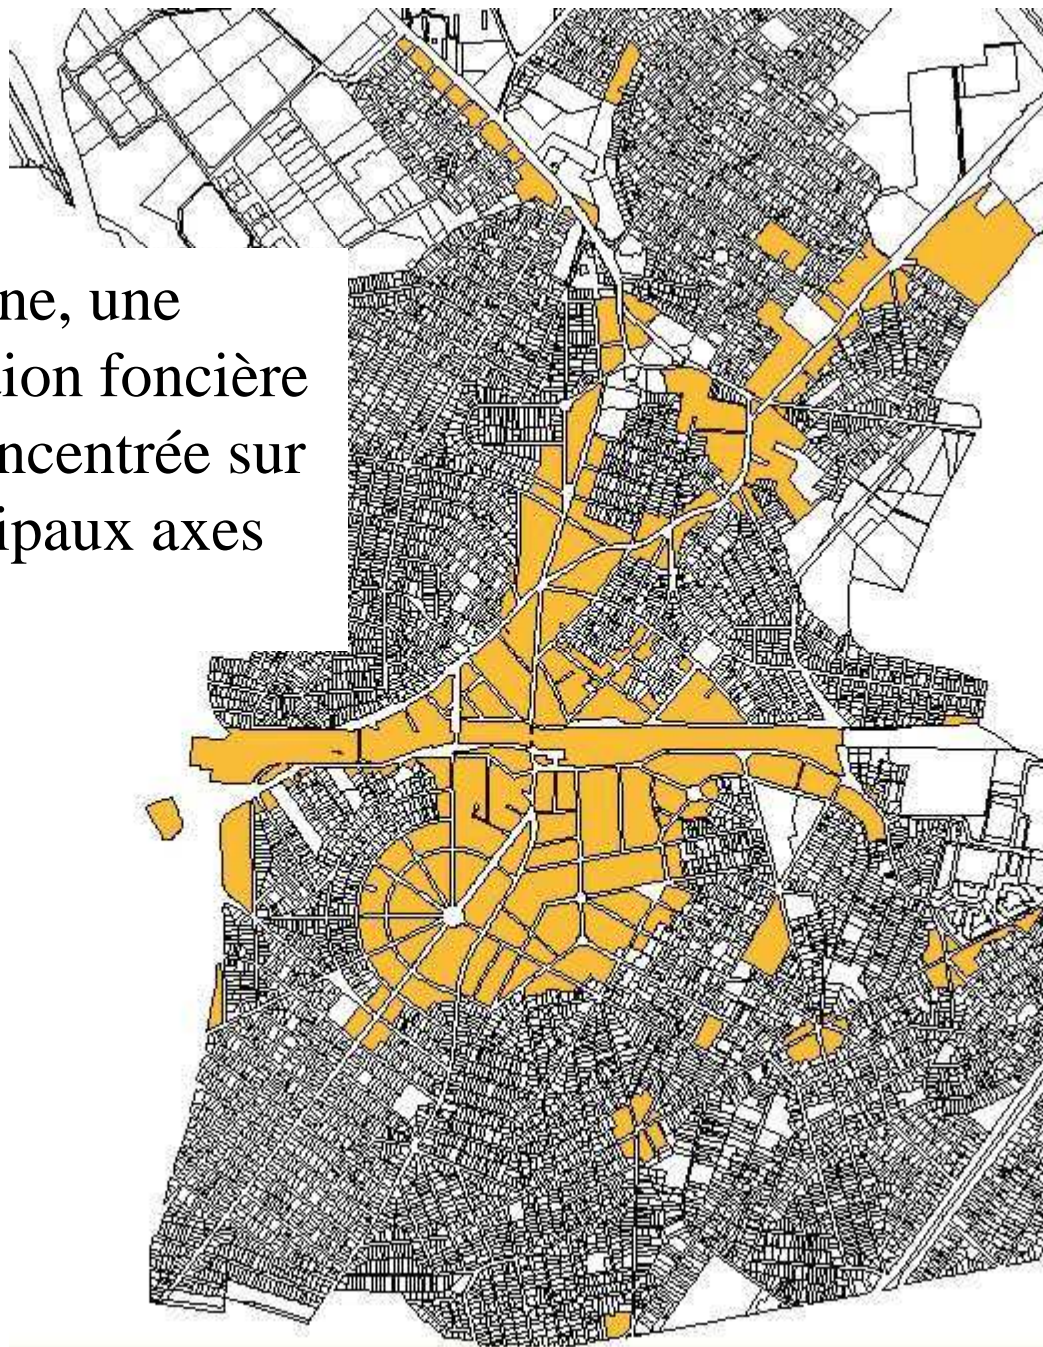 ne, une
ion foncière
ncentrée sur
ipaux axes